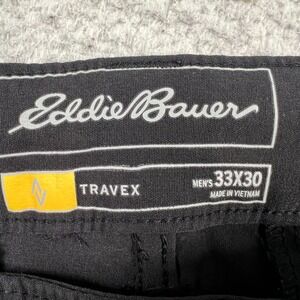 Eddie Bauer
TRAVEX
MEN'S 33X30
MADE IN VIETNAM